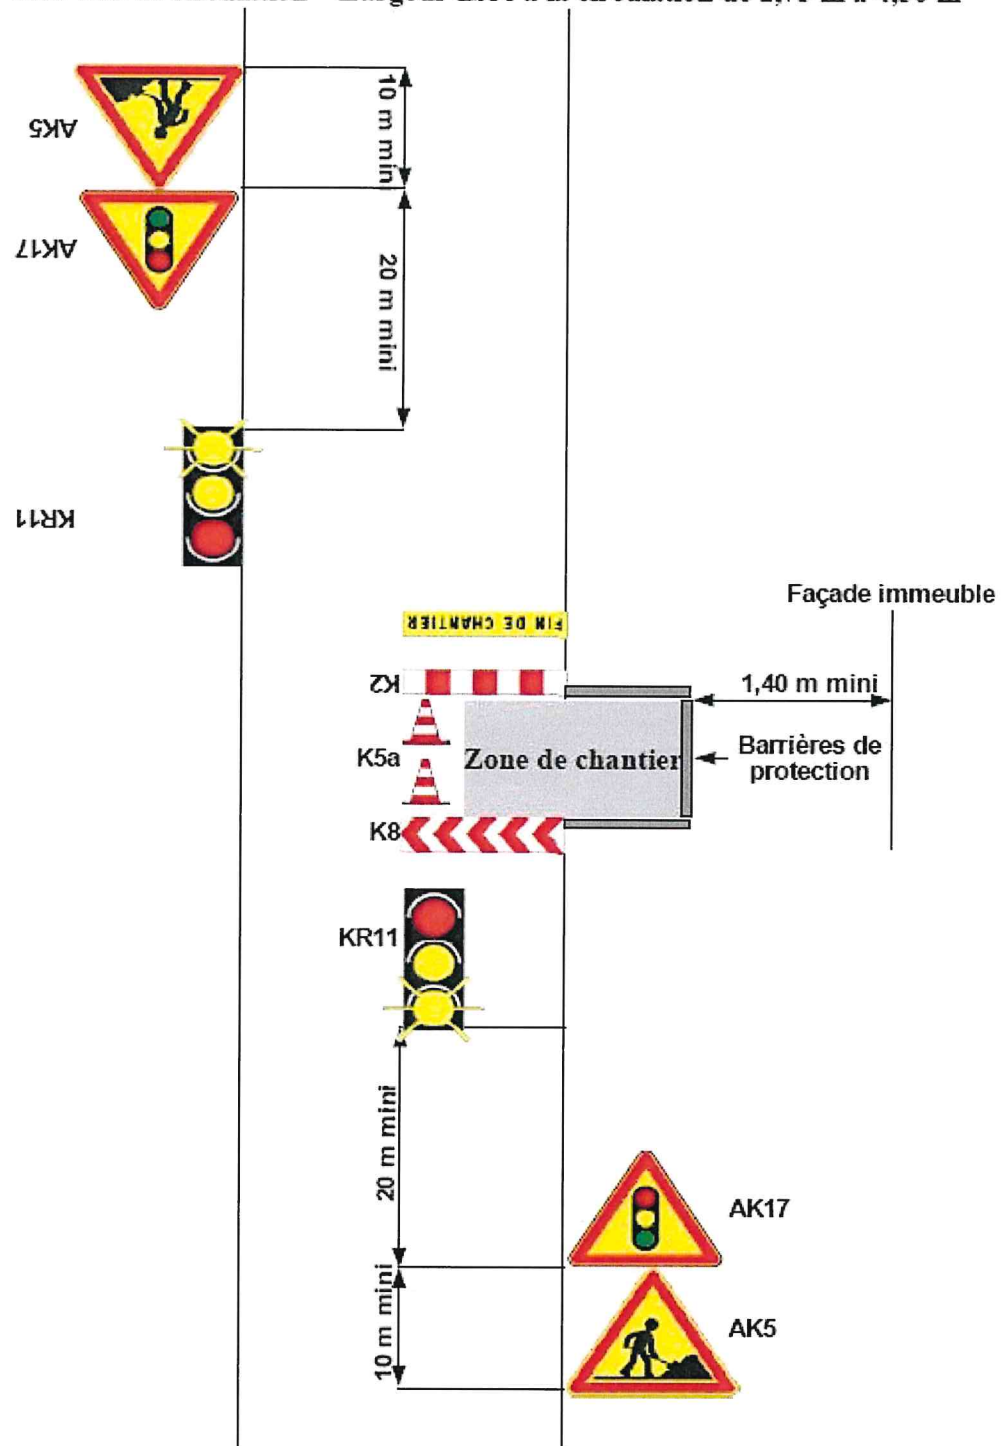 10 m mini
AK5
AK17
20 m mini
KR11
Façade immeuble
FIN DE CHANTIER
K2
1,40 m mini
K5a
Zone de chantier
Barrières de
protection
K8
KR11
20 m mini
AK17
10 m mini
AK5